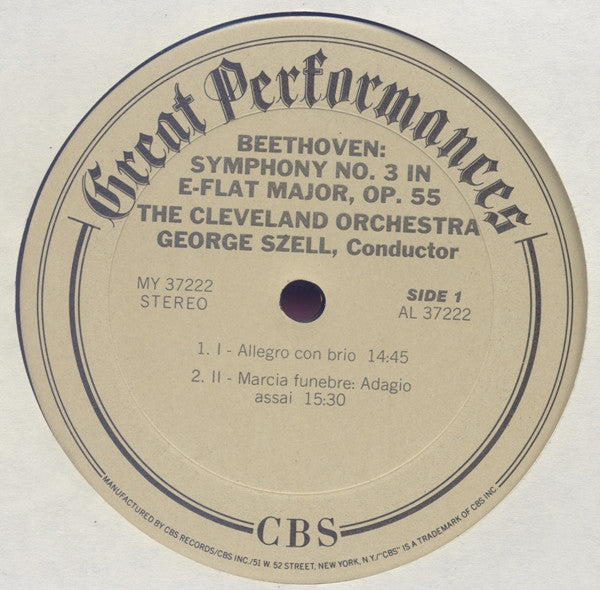 Great Performances
BEETHOVEN:
SYMPHONY NO. 3 IN
E-FLAT MAJOR, OP. 55
THE CLEVELAND ORCHESTRA
GEORGE SZELL, Conductor
MY 37222
STEREO
SIDE 1
AL 37222
1. I - Allegro con brio 14:45
2. II - Marcia funebre: Adagio
assai 15:30
CBS
MANUFACTURED BY CBS RECORDS/CBS INC./51 W. 52 STREET, NEW YORK, N.Y./"CBS" IS A TRADEMARK OF CBS INC.